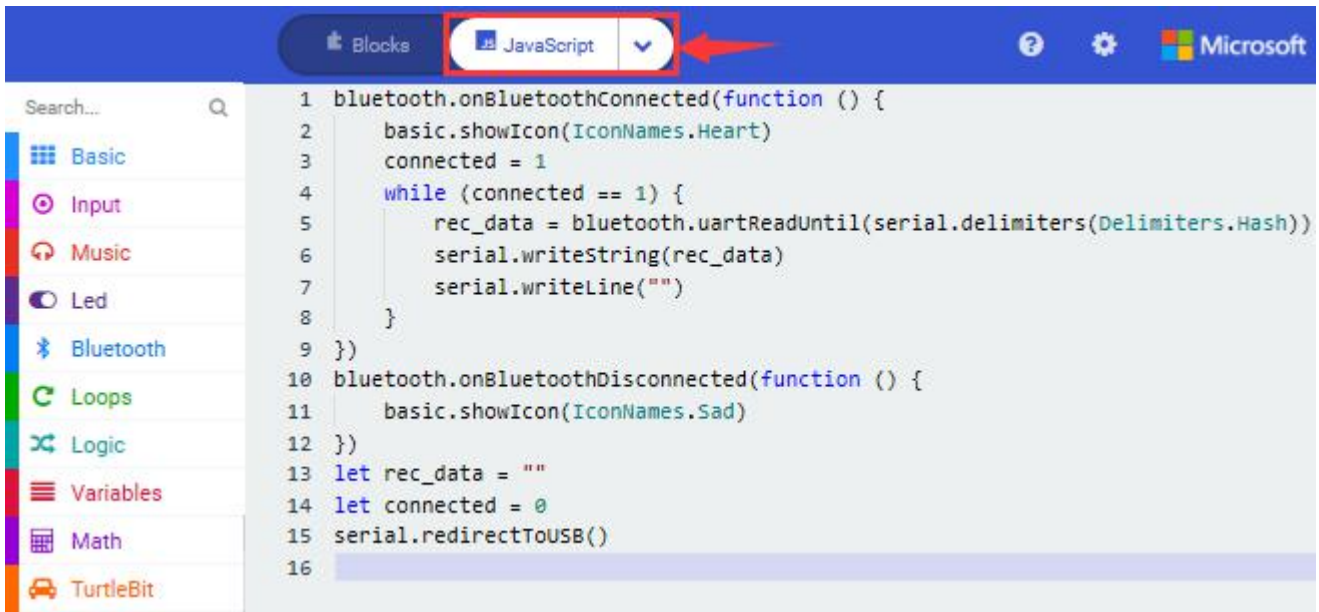 Blocks
JS JavaScript
Microsoft
Search...
Basic
Input
Music
Led
Bluetooth
Loops
Logic
Variables
Math
TurtleBit
1 bluetooth.onBluetoothConnected(function () {
2     basic.showIcon(IconNames.Heart)
3     connected = 1
4     while (connected == 1) {
5         rec_data = bluetooth.uartReadUntil(serial.delimiters(Delimiters.Hash))
6         serial.writeString(rec_data)
7         serial.writeLine("")
8     }
9 })
10 bluetooth.onBluetoothDisconnected(function () {
11     basic.showIcon(IconNames.Sad)
12 })
13 let rec_data = ""
14 let connected = 0
15 serial.redirectToUSB()
16